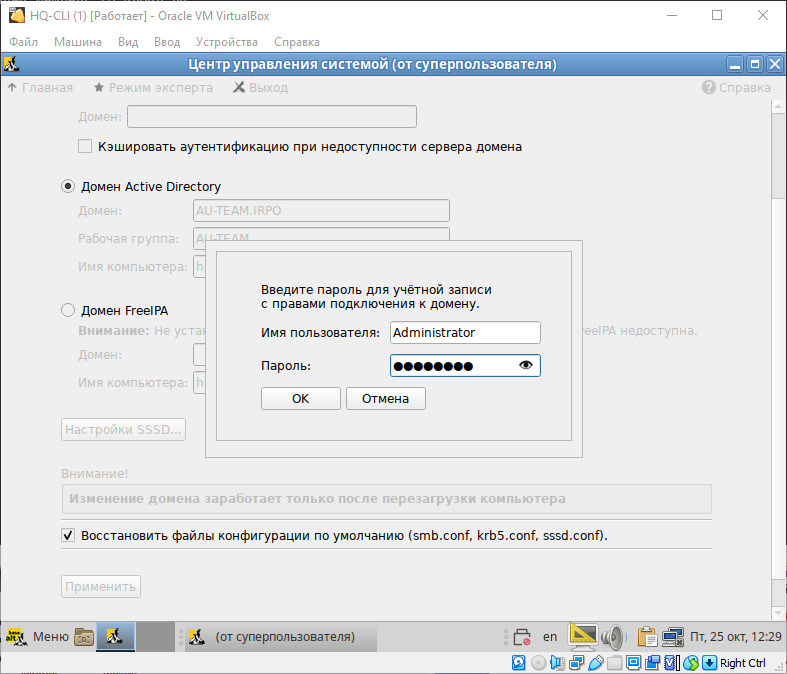 HQ-CLI (1) [Работает] - Oracle VM VirtualBox
Файл Машина Вид Ввод Устройства Справка
Центр управления системой (от суперпользователя)
Главная Режим эксперта Выход Справка
Домен:
Кэшировать аутентификацию при недоступности сервера домена
Домен Active Directory
Домен: AU-TEAM.IRPO
Рабочая группа: AU-TEAM
Имя компьютера:
Введите пароль для учётной записи
с правами подключения к домену.
Имя пользователя: Administrator
Пароль: ●●●●●●●●
OK Отмена
Домен FreeIPA
Внимание: Не недоступна.
Домен:
Имя компьютера:
Настройки SSSD...
Внимание!
Изменение домена заработает только после перезагрузки компьютера
Восстановить файлы конфигурации по умолчанию (smb.conf, krb5.conf, sssd.conf).
Применить
Меню (от суперпользователя) en Пт, 25 окт, 12:29
Right Ctrl